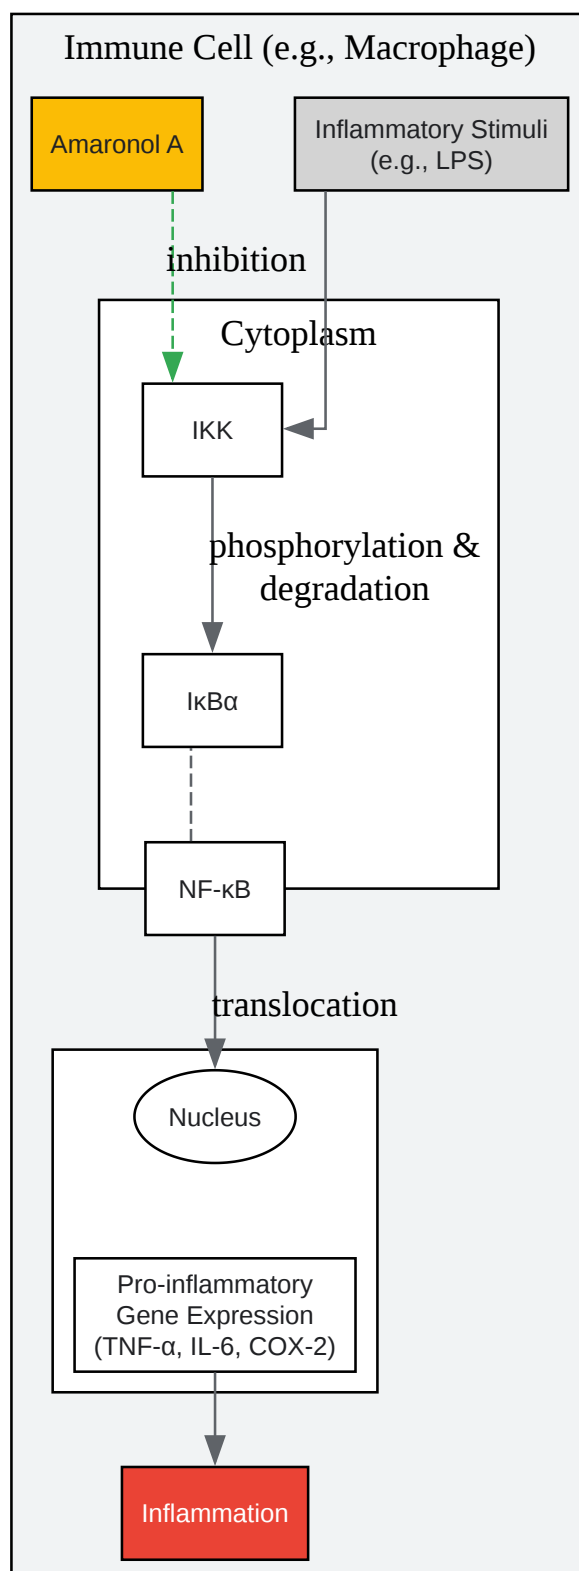 Immune Cell (e.g., Macrophage)
Amaronol A
Inflammatory Stimuli
(e.g., LPS)
inhibition
Cytoplasm
IKK
phosphorylation &
degradation
IκBα
NF-κB
translocation
Nucleus
Pro-inflammatory
Gene Expression
(TNF-α, IL-6, COX-2)
Inflammation